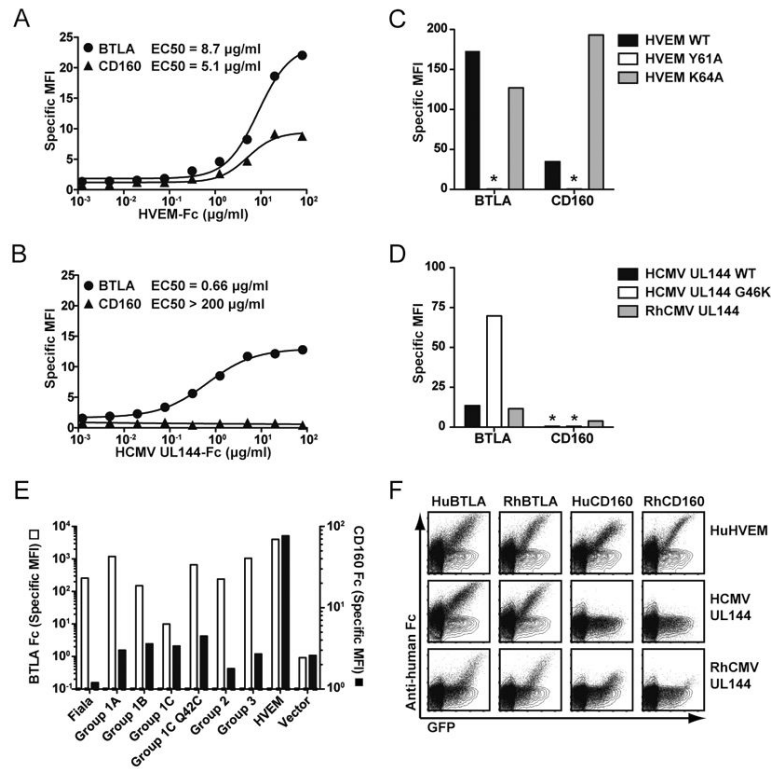 A
BTLA EC50 = 8.7 µg/ml
CD160 EC50 = 5.1 µg/ml
Specific MFI
25
20
15
10
5
0
10⁻³ 10⁻² 10⁻¹ 10⁰ 10¹ 10²
HVEM-Fc (µg/ml)
B
BTLA EC50 = 0.66 µg/ml
CD160 EC50 > 200 µg/ml
Specific MFI
25
20
15
10
5
0
10⁻³ 10⁻² 10⁻¹ 10⁰ 10¹ 10²
HCMV UL144-Fc (µg/ml)
C
HVEM WT
HVEM Y61A
HVEM K64A
Specific MFI
200
150
100
50
0
* *
BTLA CD160
D
HCMV UL144 WT
HCMV UL144 G46K
RhCMV UL144
Specific MFI
100
75
50
25
0
* *
BTLA CD160
E
BTLA Fc (Specific MFI)
10⁴
10³
10²
10¹
10⁰
10⁻¹
CD160 Fc (Specific MFI)
10²
10¹
10⁰
Fiala
Group 1A
Group 1B
Group 1C
Group 1C Q42C
Group 2
Group 3
HVEM
Vector
F
HuBTLA RhBTLA HuCD160 RhCD160
HuHVEM
HCMV
UL144
RhCMV
UL144
Anti-human Fc
GFP